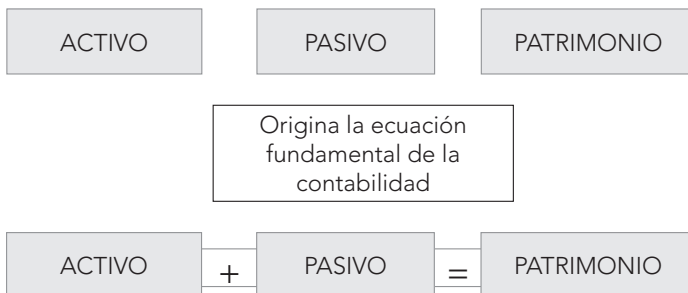 ACTIVO PASIVO PATRIMONIO
Origina la ecuación
fundamental de la
contabilidad
ACTIVO + PASIVO = PATRIMONIO